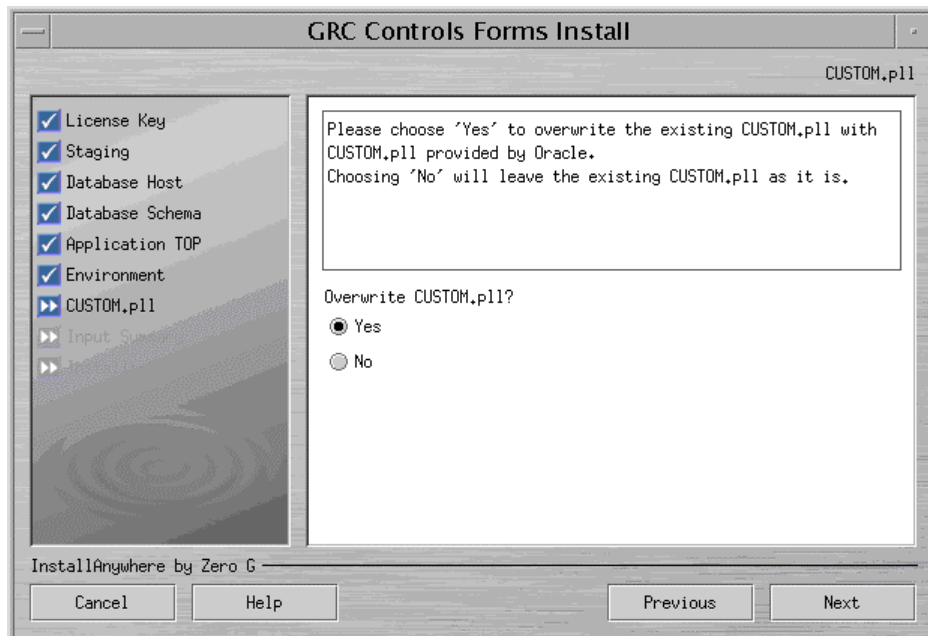 GRC Controls Forms Install
CUSTOM.pll
License Key
Staging
Database Host
Database Schema
Application TOP
Environment
CUSTOM.pll
Input Summary
Please choose 'Yes' to overwrite the existing CUSTOM.pll with
CUSTOM.pll provided by Oracle.
Choosing 'No' will leave the existing CUSTOM.pll as it is.
Overwrite CUSTOM.pll?
Yes
No
InstallAnywhere by Zero G
Cancel
Help
Previous
Next